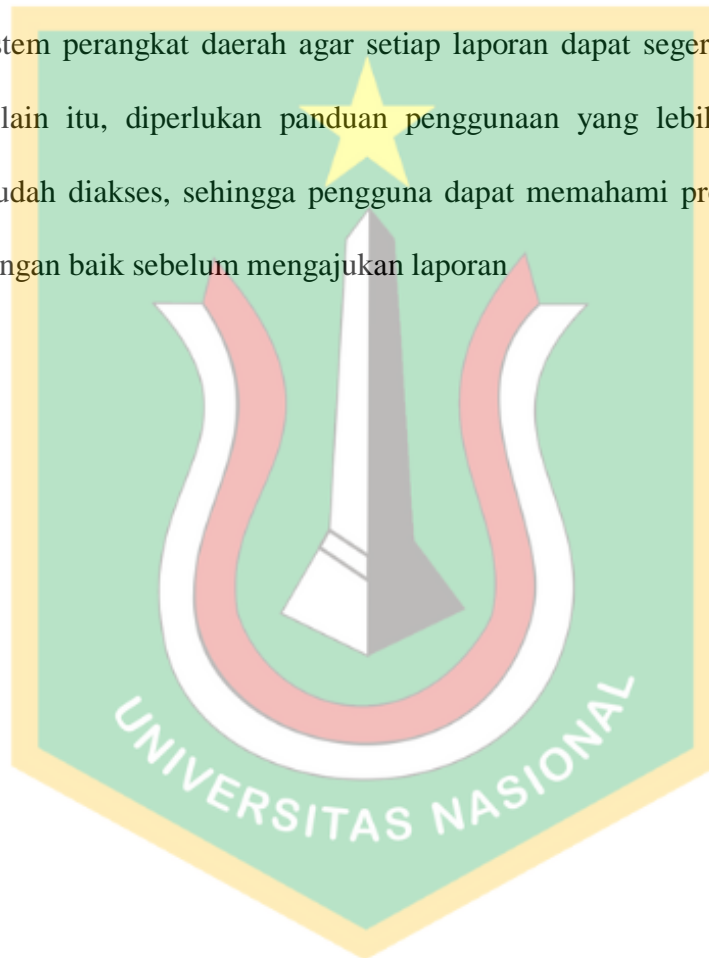 stem perangkat daerah agar setiap laporan dapat seger
lain itu, diperlukan panduan penggunaan yang lebil
udah diakses, sehingga pengguna dapat memahami pr
ngan baik sebelum mengajukan laporan
UNIVERSITAS NASIONAL